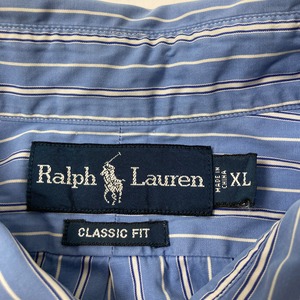 Ralph Lauren
MADE IN
CHINA
XL
CLASSIC FIT